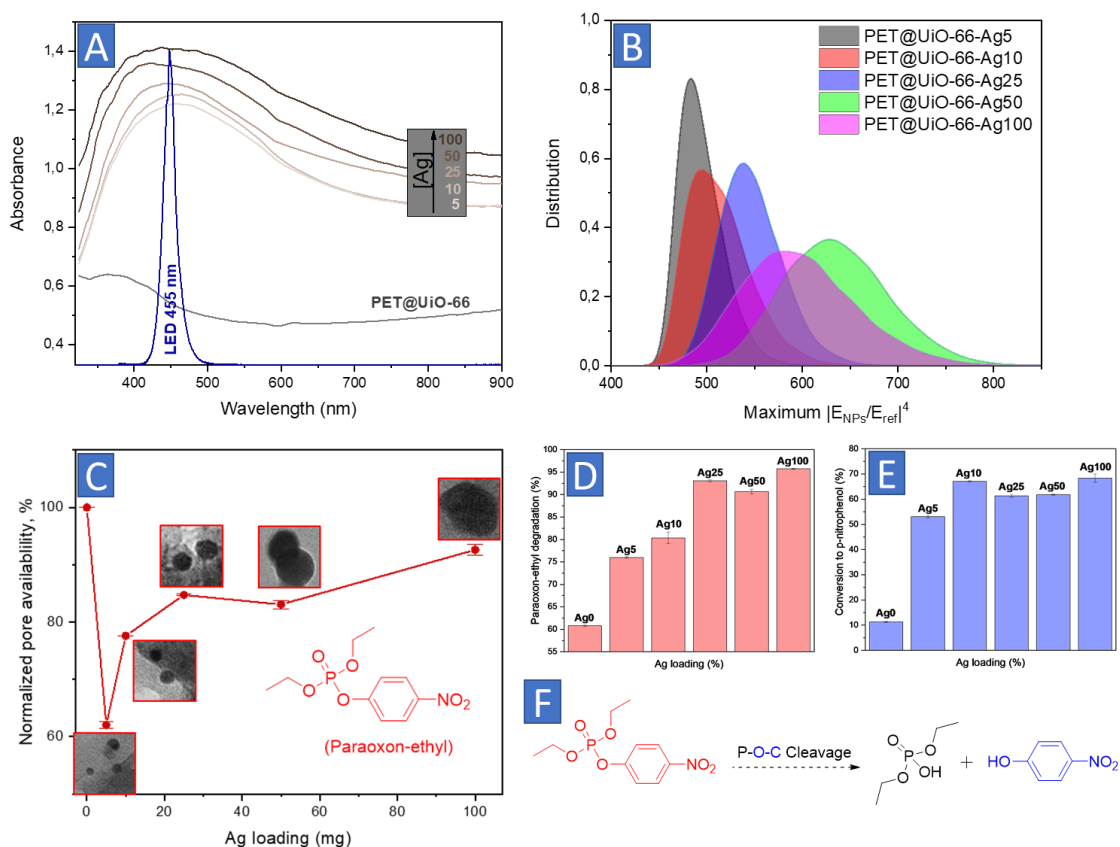 A
Absorbance
1,4
1,2
1,0
0,8
0,6
0,4
[Ag]
100
50
25
10
5
PET@UiO-66
LED 455 nm
400 500 600 700 800 900
Wavelength (nm)
B
Distribution
1,0
0,8
0,6
0,4
0,2
0,0
PET@UiO-66-Ag5
PET@UiO-66-Ag10
PET@UiO-66-Ag25
PET@UiO-66-Ag50
PET@UiO-66-Ag100
400 500 600 700 800
Maximum |E_NPs/E_ref|^4
C
Normalized pore availablility, %
100
80
60
O
O P O
O
O
NO2
(Paraoxon-ethyl)
0 20 40 60 80 100
Ag loading (mg)
D
Paraoxon-ethyl degradation (%)
100
95
90
85
80
75
70
65
60
55
Ag0
Ag5
Ag10
Ag25
Ag50
Ag100
Ag loading (%)
E
Conversion to p-nitrophenol (%)
80
70
60
50
40
30
20
10
0
Ag0
Ag5
Ag10
Ag25
Ag50
Ag100
Ag loading (%)
F
O
O P O
O
NO2
P-O-C Cleavage
O
O
P
OH
O
+
HO
NO2